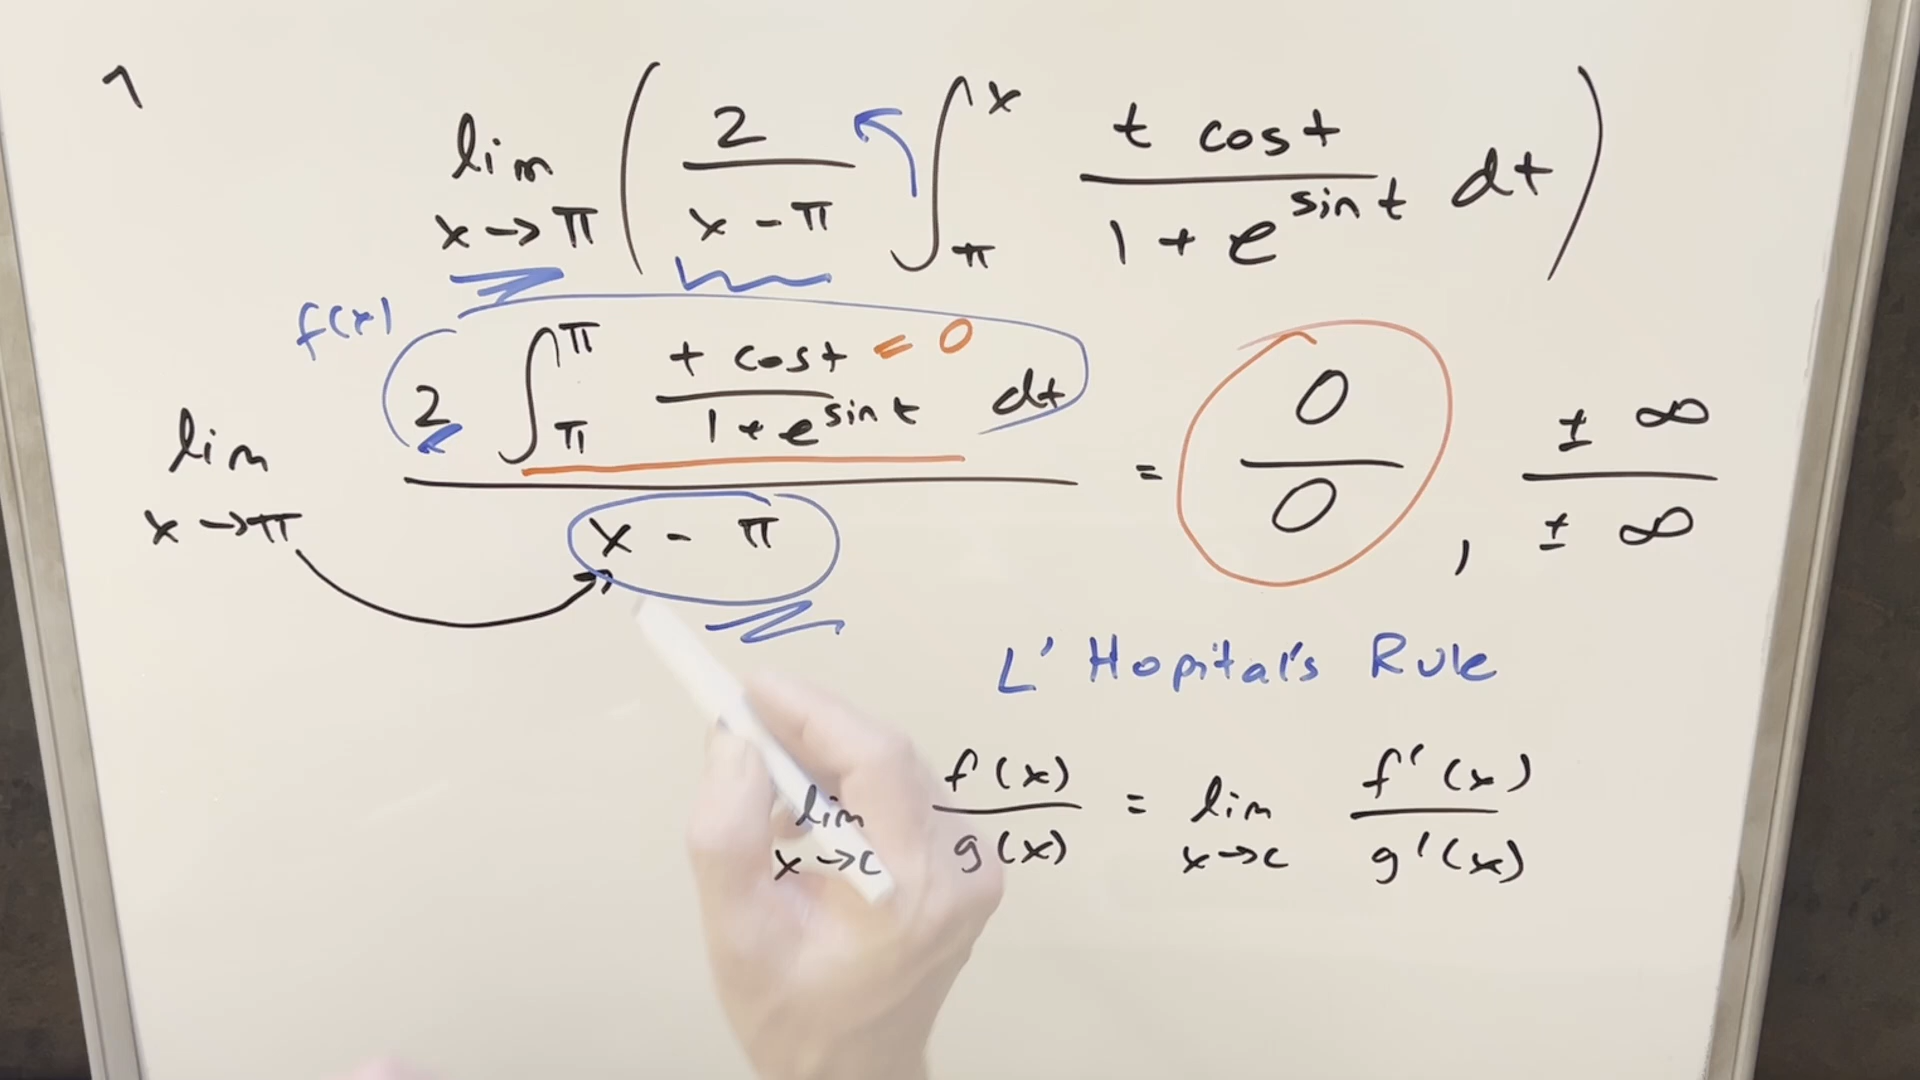 lim x→π ( 2/(x - π) ∫_π^x (t cos t)/(1 + e^(sin t)) dt )
f(x)
lim x→π (2 ∫_π^π (t cos t)/(1 + e^(sin t)) dt = 0)/(x - π) = 0/0 , ± ∞/± ∞
L' Hopital's Rule
lim x→c f(x)/g(x) = lim x→c f'(x)/g'(x)